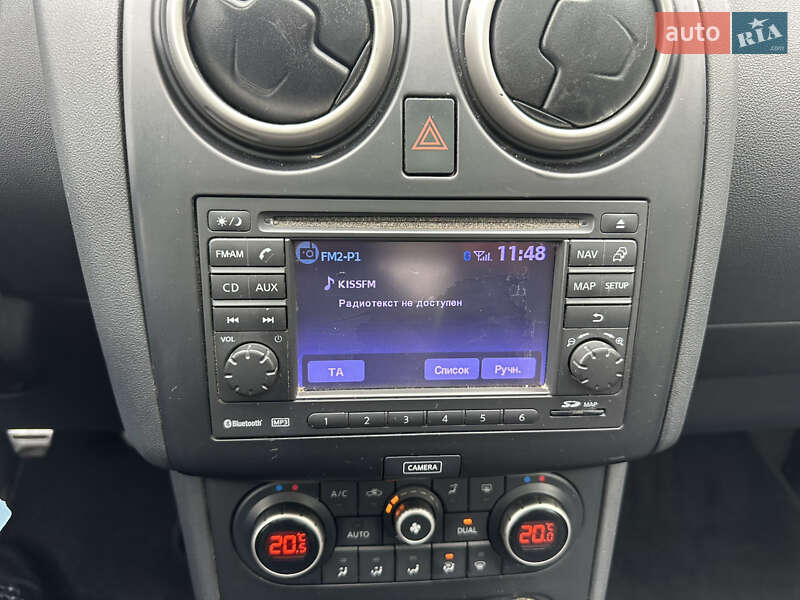 auto RIA.com
FM2-P1 11:48
FM·AM NAV
KISSFM
Радиотекст не доступен
CD AUX MAP SETUP
VOL
TA Список Ручн.
1 2 3 4 5 6
SD MAP
Bluetooth MP3
CAMERA
A/C
20.5°C AUTO DUAL 20.0°C